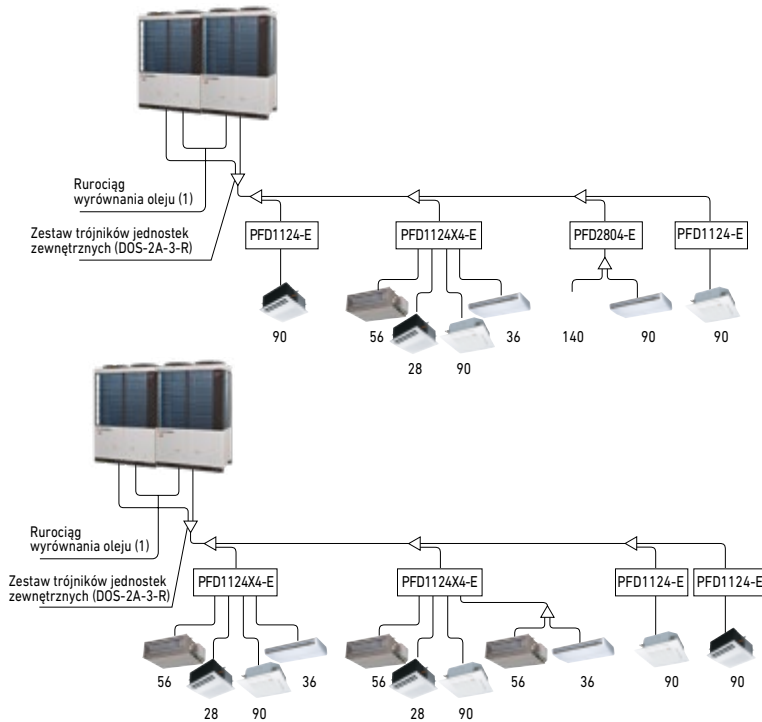 Rurociąg
wyrównania oleju (1)
Zestaw trójników jednostek
zewnętrznych (DOS-2A-3-R)
PFD1124-E
PFD1124X4-E
PFD2804-E
PFD1124-E
90
56
36
140
90
90
28
90
Rurociąg
wyrównania oleju (1)
Zestaw trójników jednostek
zewnętrznych (DOS-2A-3-R)
PFD1124X4-E
PFD1124X4-E
PFD1124-E
PFD1124-E
56
36
56
56
36
90
90
28
90
28
90